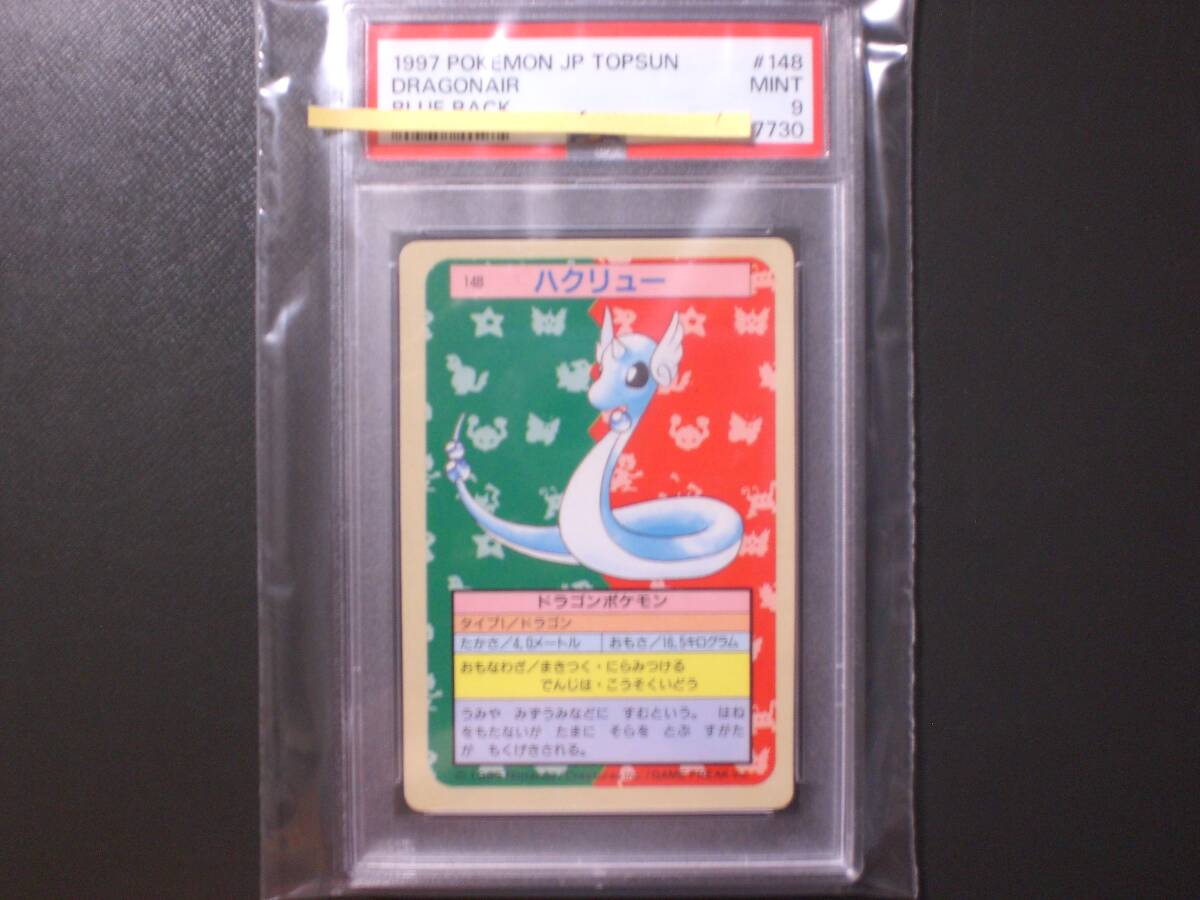 1997 POKEMON JP TOPSUN #148
DRAGONAIR MINT
BLUE BACK 9
7730
148 ハクリュー
ドラゴンポケモン
タイプ1/ドラゴン
たかさ/4.0メートル おもさ/16.5キログラム
おもなわざ/まきつく・にらみつける
でんじは・こうそくいどう
うみや みずうみなどに すむという。 はね
をもたないが たまに そらを とぶ すがた
が もくげきされる。